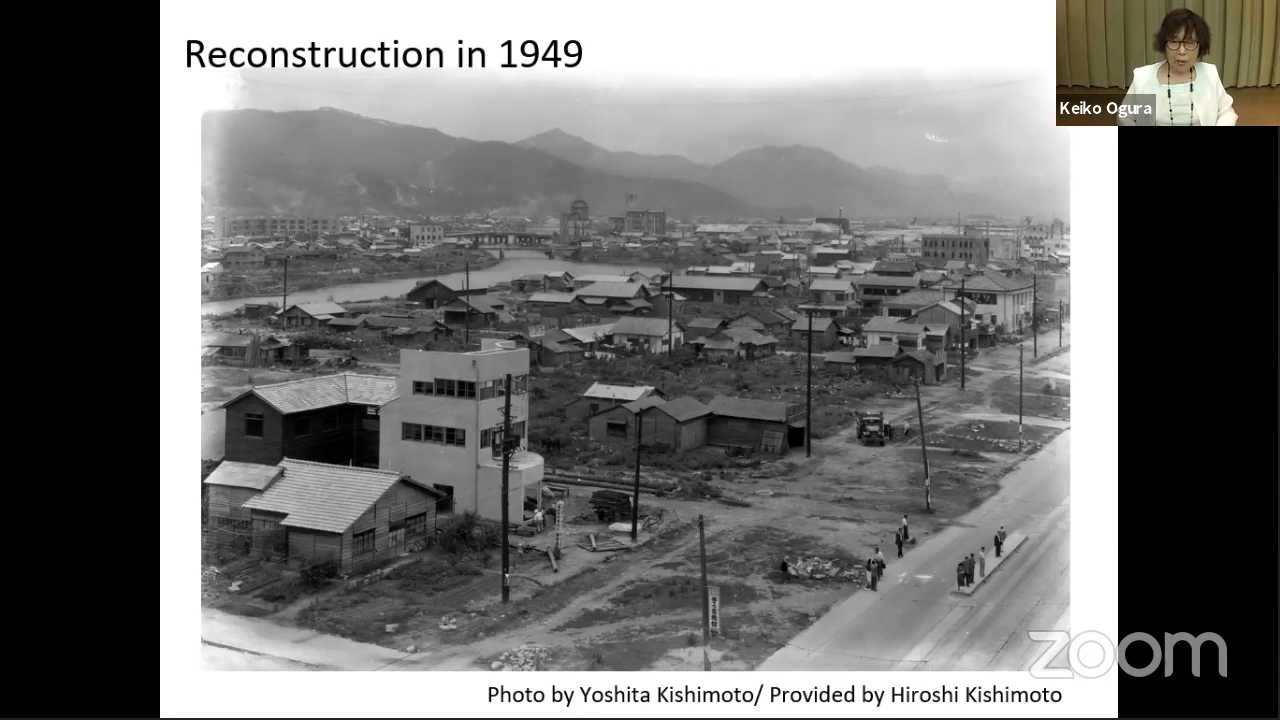 Reconstruction in 1949
Keiko Ogura
Photo by Yoshita Kishimoto/ Provided by Hiroshi Kishimoto
zoom